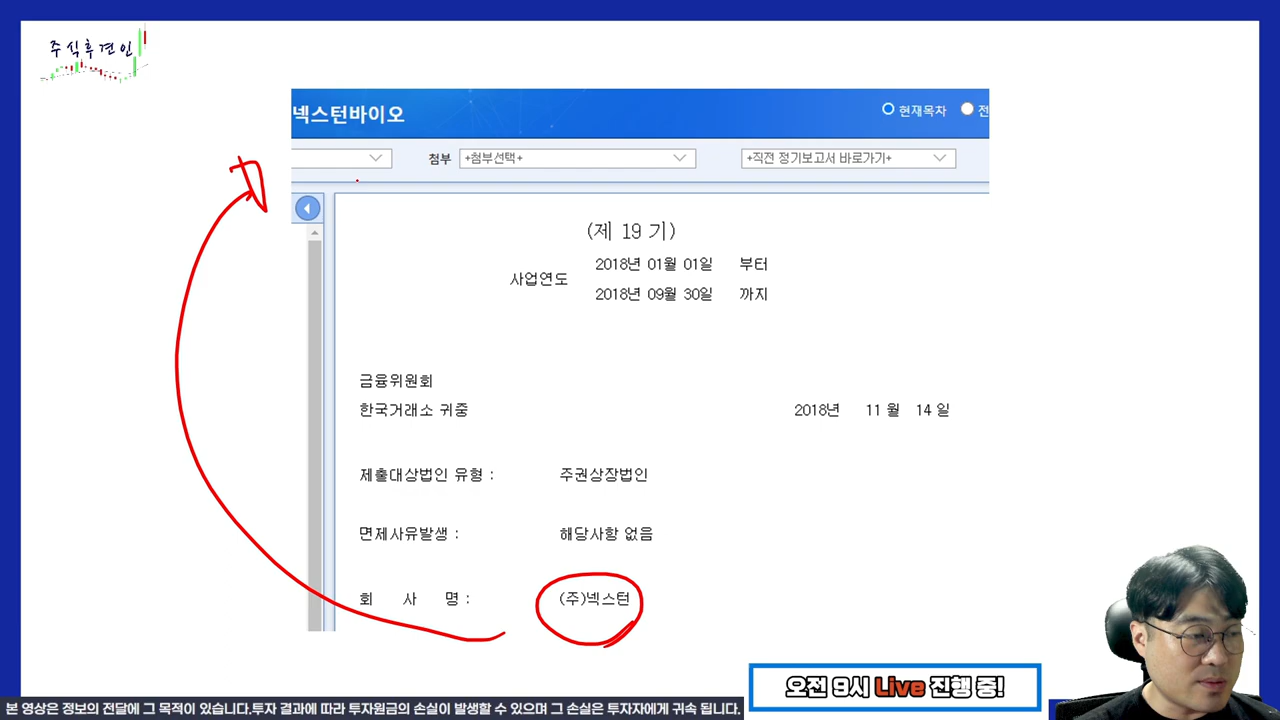 주식후견인
넥스턴바이오
현재목차 전
첨부 +첨부선택+ +직전 정기보고서 바로가기+
(제 19 기)
사업연도
2018년 01월 01일 부터
2018년 09월 30일 까지
금융위원회
한국거래소 귀중 2018년 11 월 14 일
제출대상법인 유형 : 주권상장법인
면제사유발생 : 해당사항 없음
회 사 명 : (주)넥스턴
오전 9시 Live 진행 중!
본 영상은 정보의 전달에 그 목적이 있습니다.투자 결과에 따라 투자원금의 손실이 발생할 수 있으며 그 손실은 투자자에게 귀속 됩니다.